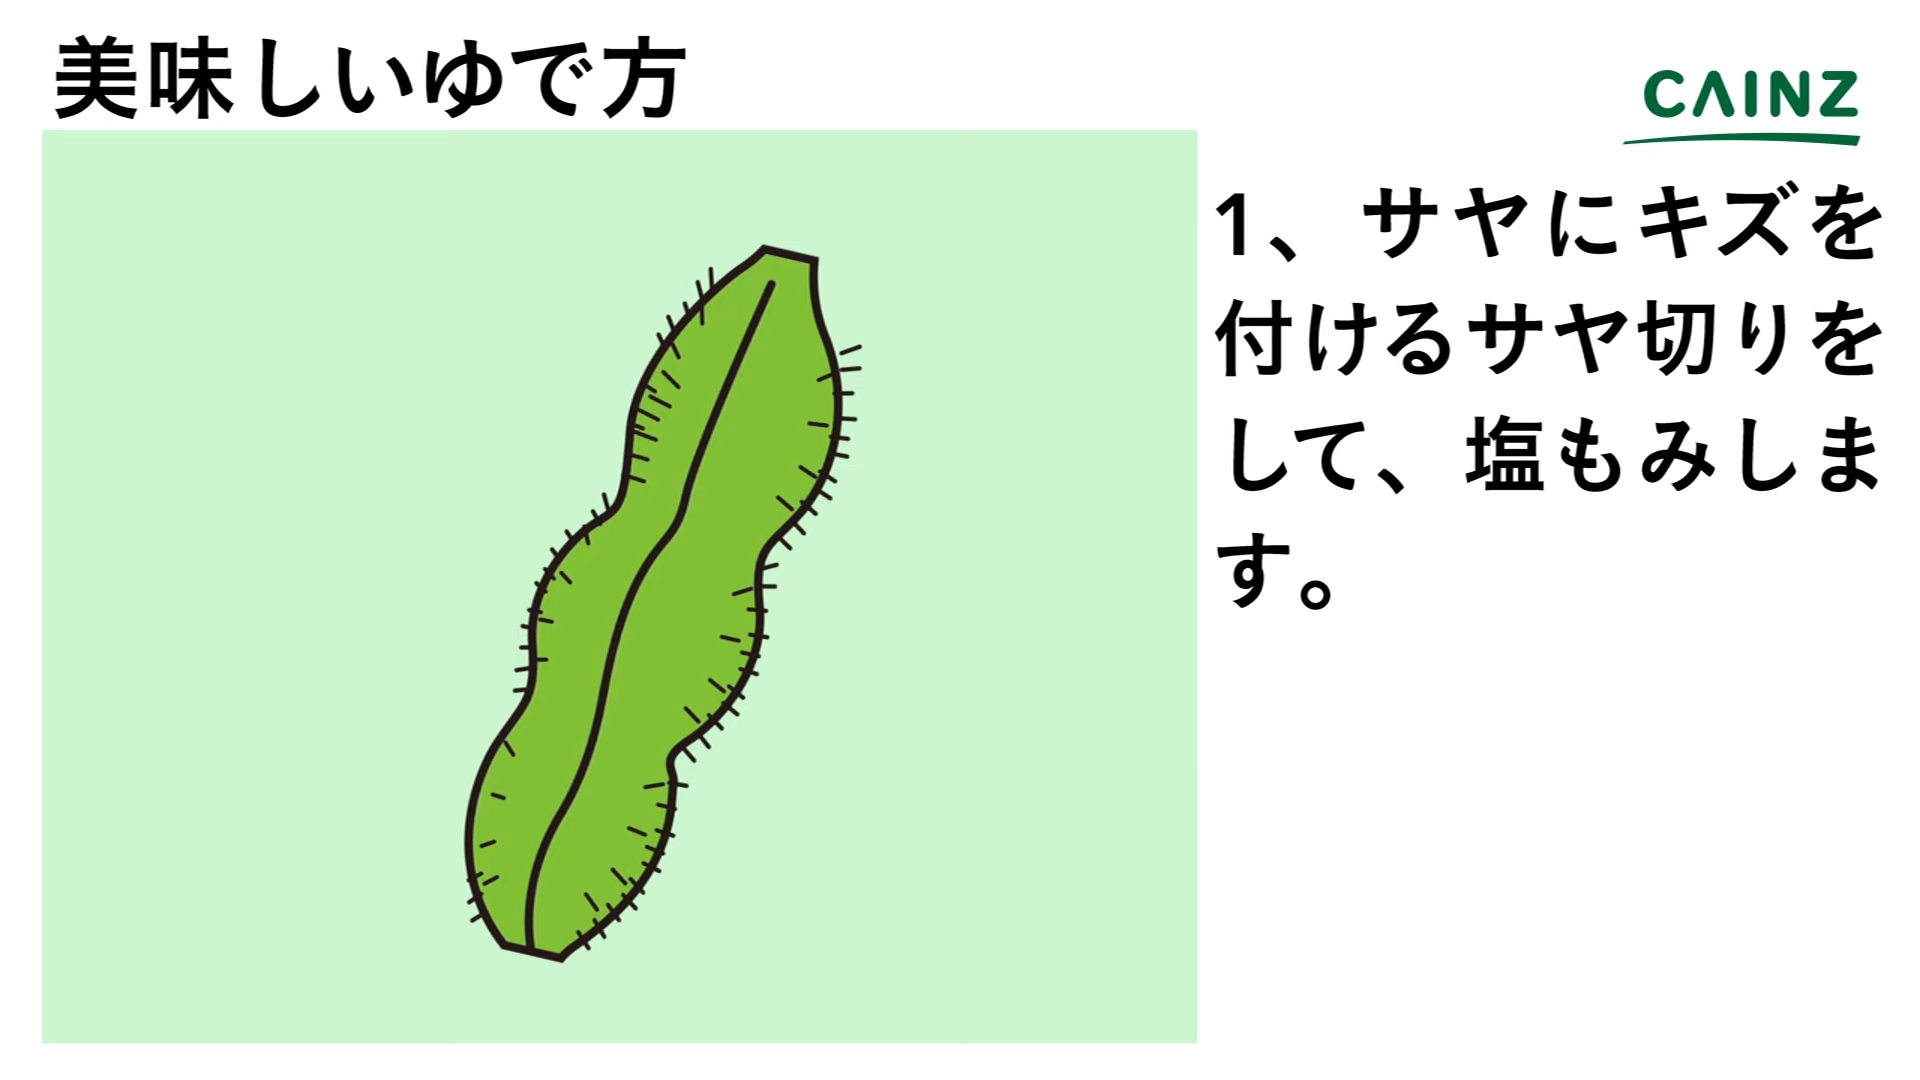 美味しいゆで方
CAINZ
1、サヤにキズを
付けるサヤ切りを
して、塩もみしま
す。